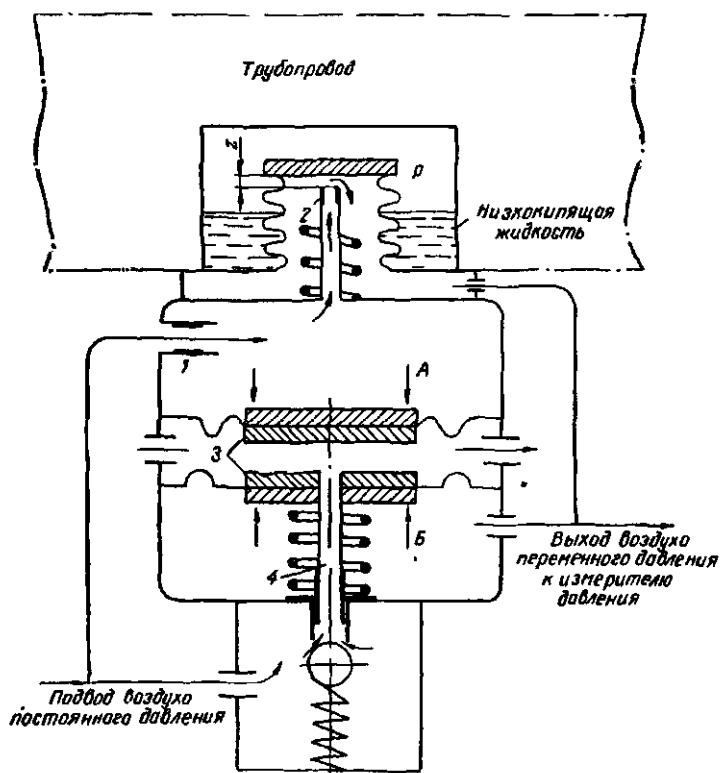 Трубопровод
z
р
2
Низкокипящая
жидкость
1
А
3
Б
4
Выход воздуха
переменного давления
к измерителю
давления
Подвод воздуха
постоянного давления